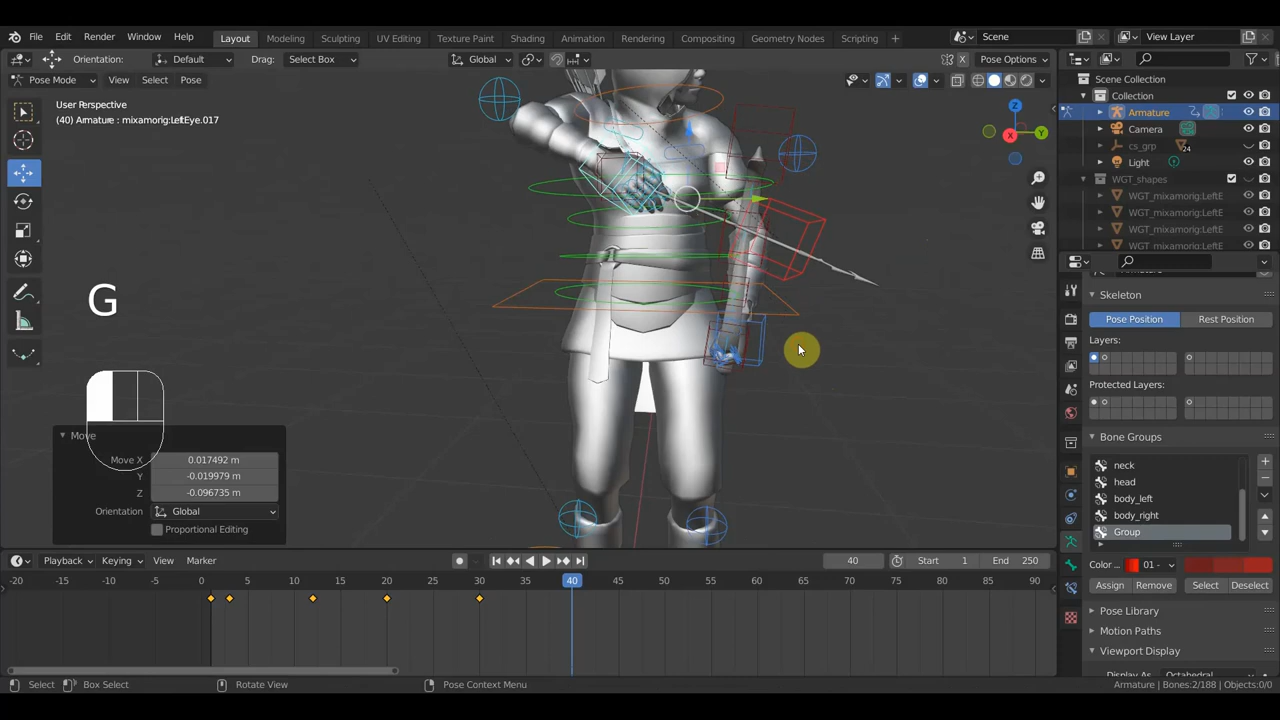 File Edit Render Window Help Layout Modeling Sculpting UV Editing Texture Paint Shading Animation Rendering Compositing Geometry Nodes Scripting + Scene View Layer
Orientation: Default Drag: Select Box Global Pose Options
Pose Mode View Select Pose
User Perspective
(40) Armature : mixamorig:LeftEye.017
G
Move
Move X 0.017492 m
Y -0.019979 m
Z -0.096735 m
Orientation Global
Proportional Editing
Scene Collection
Collection
Armature
Camera
cs_grp 24
Light
WGT_shapes
WGT_mixamorig:LeftE
WGT_mixamorig:LeftE
WGT_mixamorig:LeftE
WGT_mixamorig:LeftE
Armature
Skeleton
Pose Position Rest Position
Layers:
Protected Layers:
Bone Groups
neck
head
body_left
body_right
Group
Color ... 01 -
Assign Remove Select Deselect
Pose Library
Motion Paths
Viewport Display
Display As Octahedral
Playback Keying View Marker 40 Start 1 End 250
-20 -15 -10 -5 0 5 10 15 20 25 30 35 40 45 50 55 60 65 70 75 80 85 90
Select Box Select Rotate View Pose Context Menu Armature | Bones:2/188 | Objects:0/0